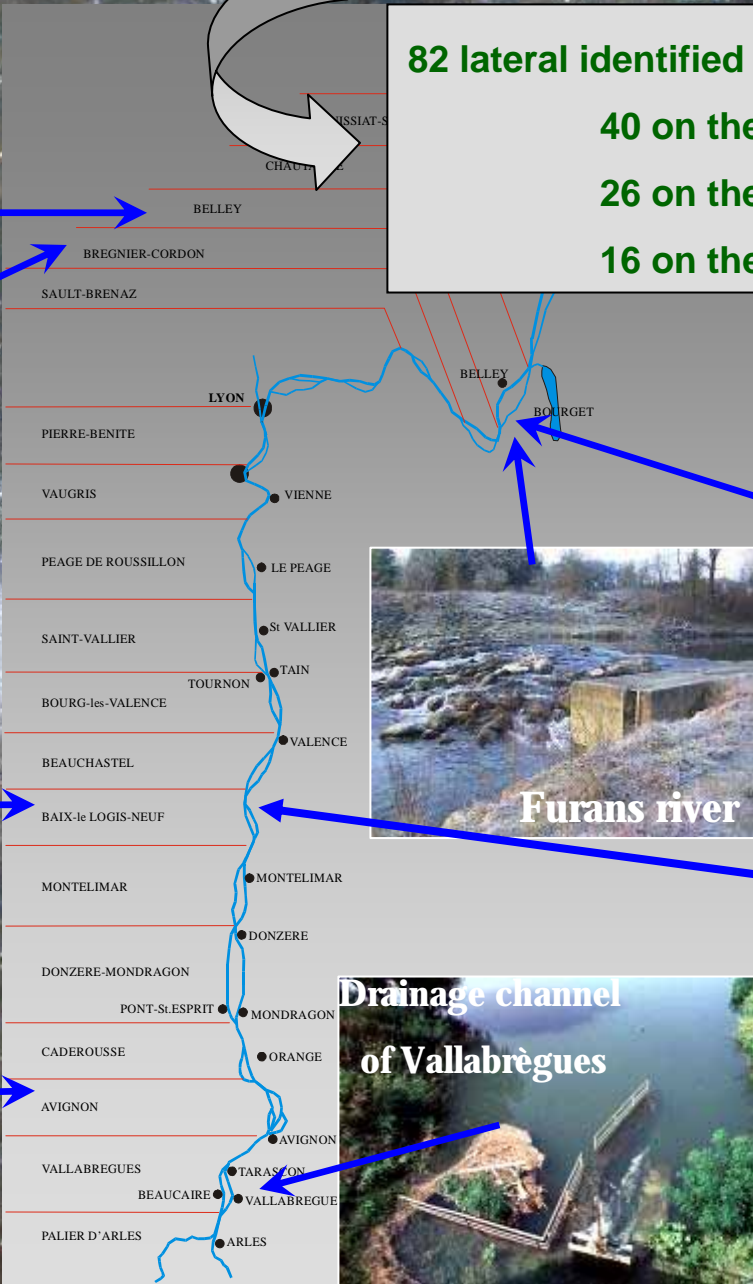 82 lateral identified
40 on the
26 on the
16 on the
BELLEY
BREGNIER-CORDON
SAULT-BRENAZ
BELLEY
BOURGET
LYON
PIERRE-BENITE
VAUGRIS
VIENNE
PEAGE DE ROUSSILLON
LE PEAGE
SAINT-VALLIER
St VALLIER
TAIN
TOURNON
BOURG-les-VALENCE
VALENCE
BEAUCHASTEL
BAIX-le LOGIS-NEUF
Furans river
MONTELIMAR
MONTELIMAR
DONZERE
DONZERE-MONDRAGON
PONT-St.ESPRIT
MONDRAGON
CADEROUSSE
ORANGE
Drainage channel
of Vallabrègues
AVIGNON
AVIGNON
VALLABREGUES
TARASCON
BEAUCAIRE
VALLABREGUE
PALIER D'ARLES
ARLES